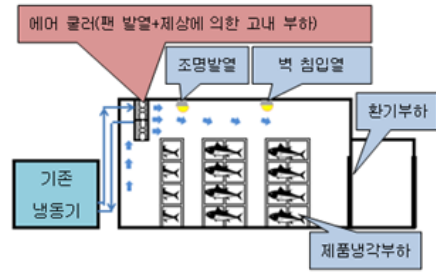 에어 쿨러(팬 발열+제상에 의한 고내 부하)
조명발열
벽 침입열
환기부하
기존
냉동기
제품냉각부하